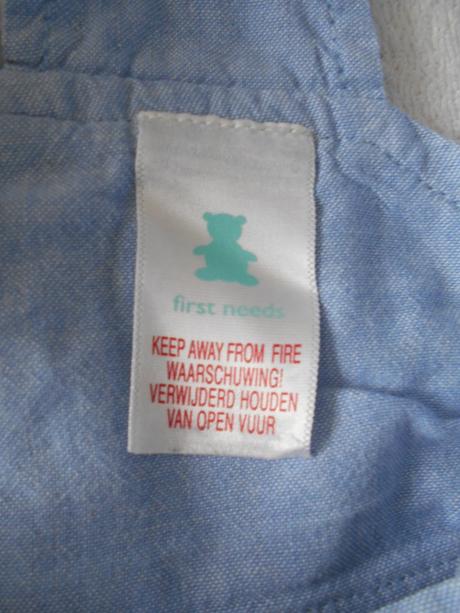 first needs
KEEP AWAY FROM FIRE
WAARSCHUWING!
VERWIJDERD HOUDEN
VAN OPEN VUUR